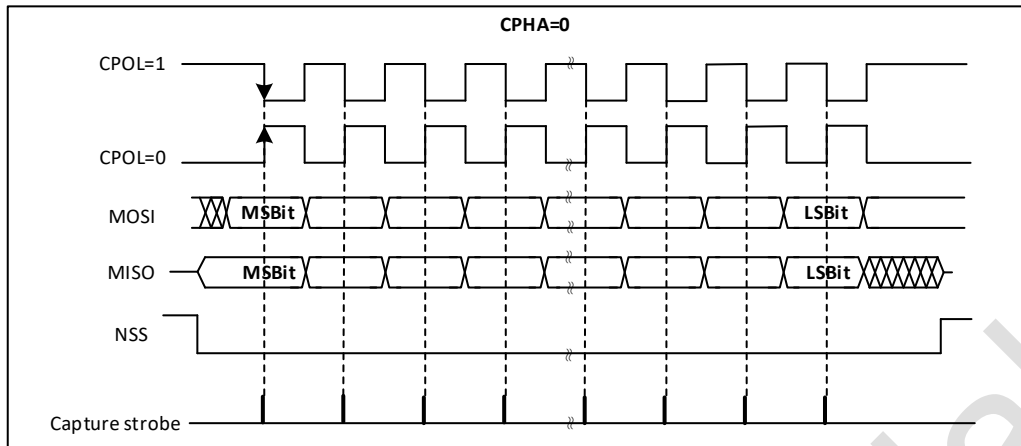 CPHA=0
CPOL=1
CPOL=0
MOSI MSBit LSBit
MISO MSBit LSBit
NSS
Capture strobe